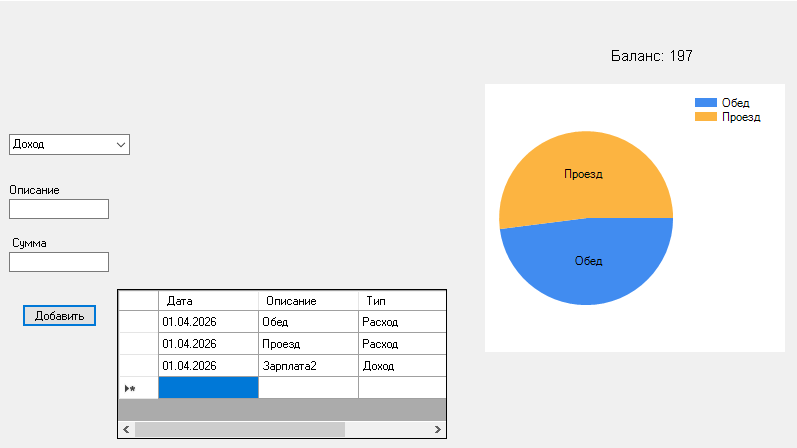 Баланс: 197
Обед
Проезд
Доход
Проезд
Описание
Сумма
Обед
Добавить
Дата Описание Тип
01.04.2026 Обед Расход
01.04.2026 Проезд Расход
01.04.2026 Зарплата2 Доход